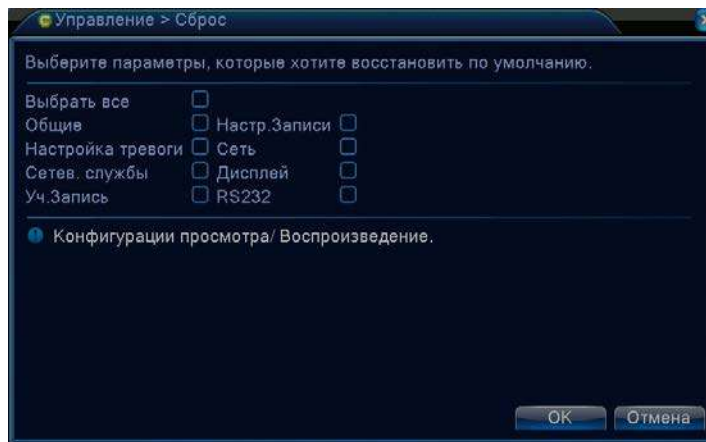 Управление > Сброс
Выберите параметры, которые хотите восстановить по умолчанию.
Выбрать все
Общие Настр.Записи
Настройка тревоги Сеть
Сетев. службы Дисплей
Уч.Запись RS232
Конфигурации просмотра/ Воспроизведение.
OK Отмена